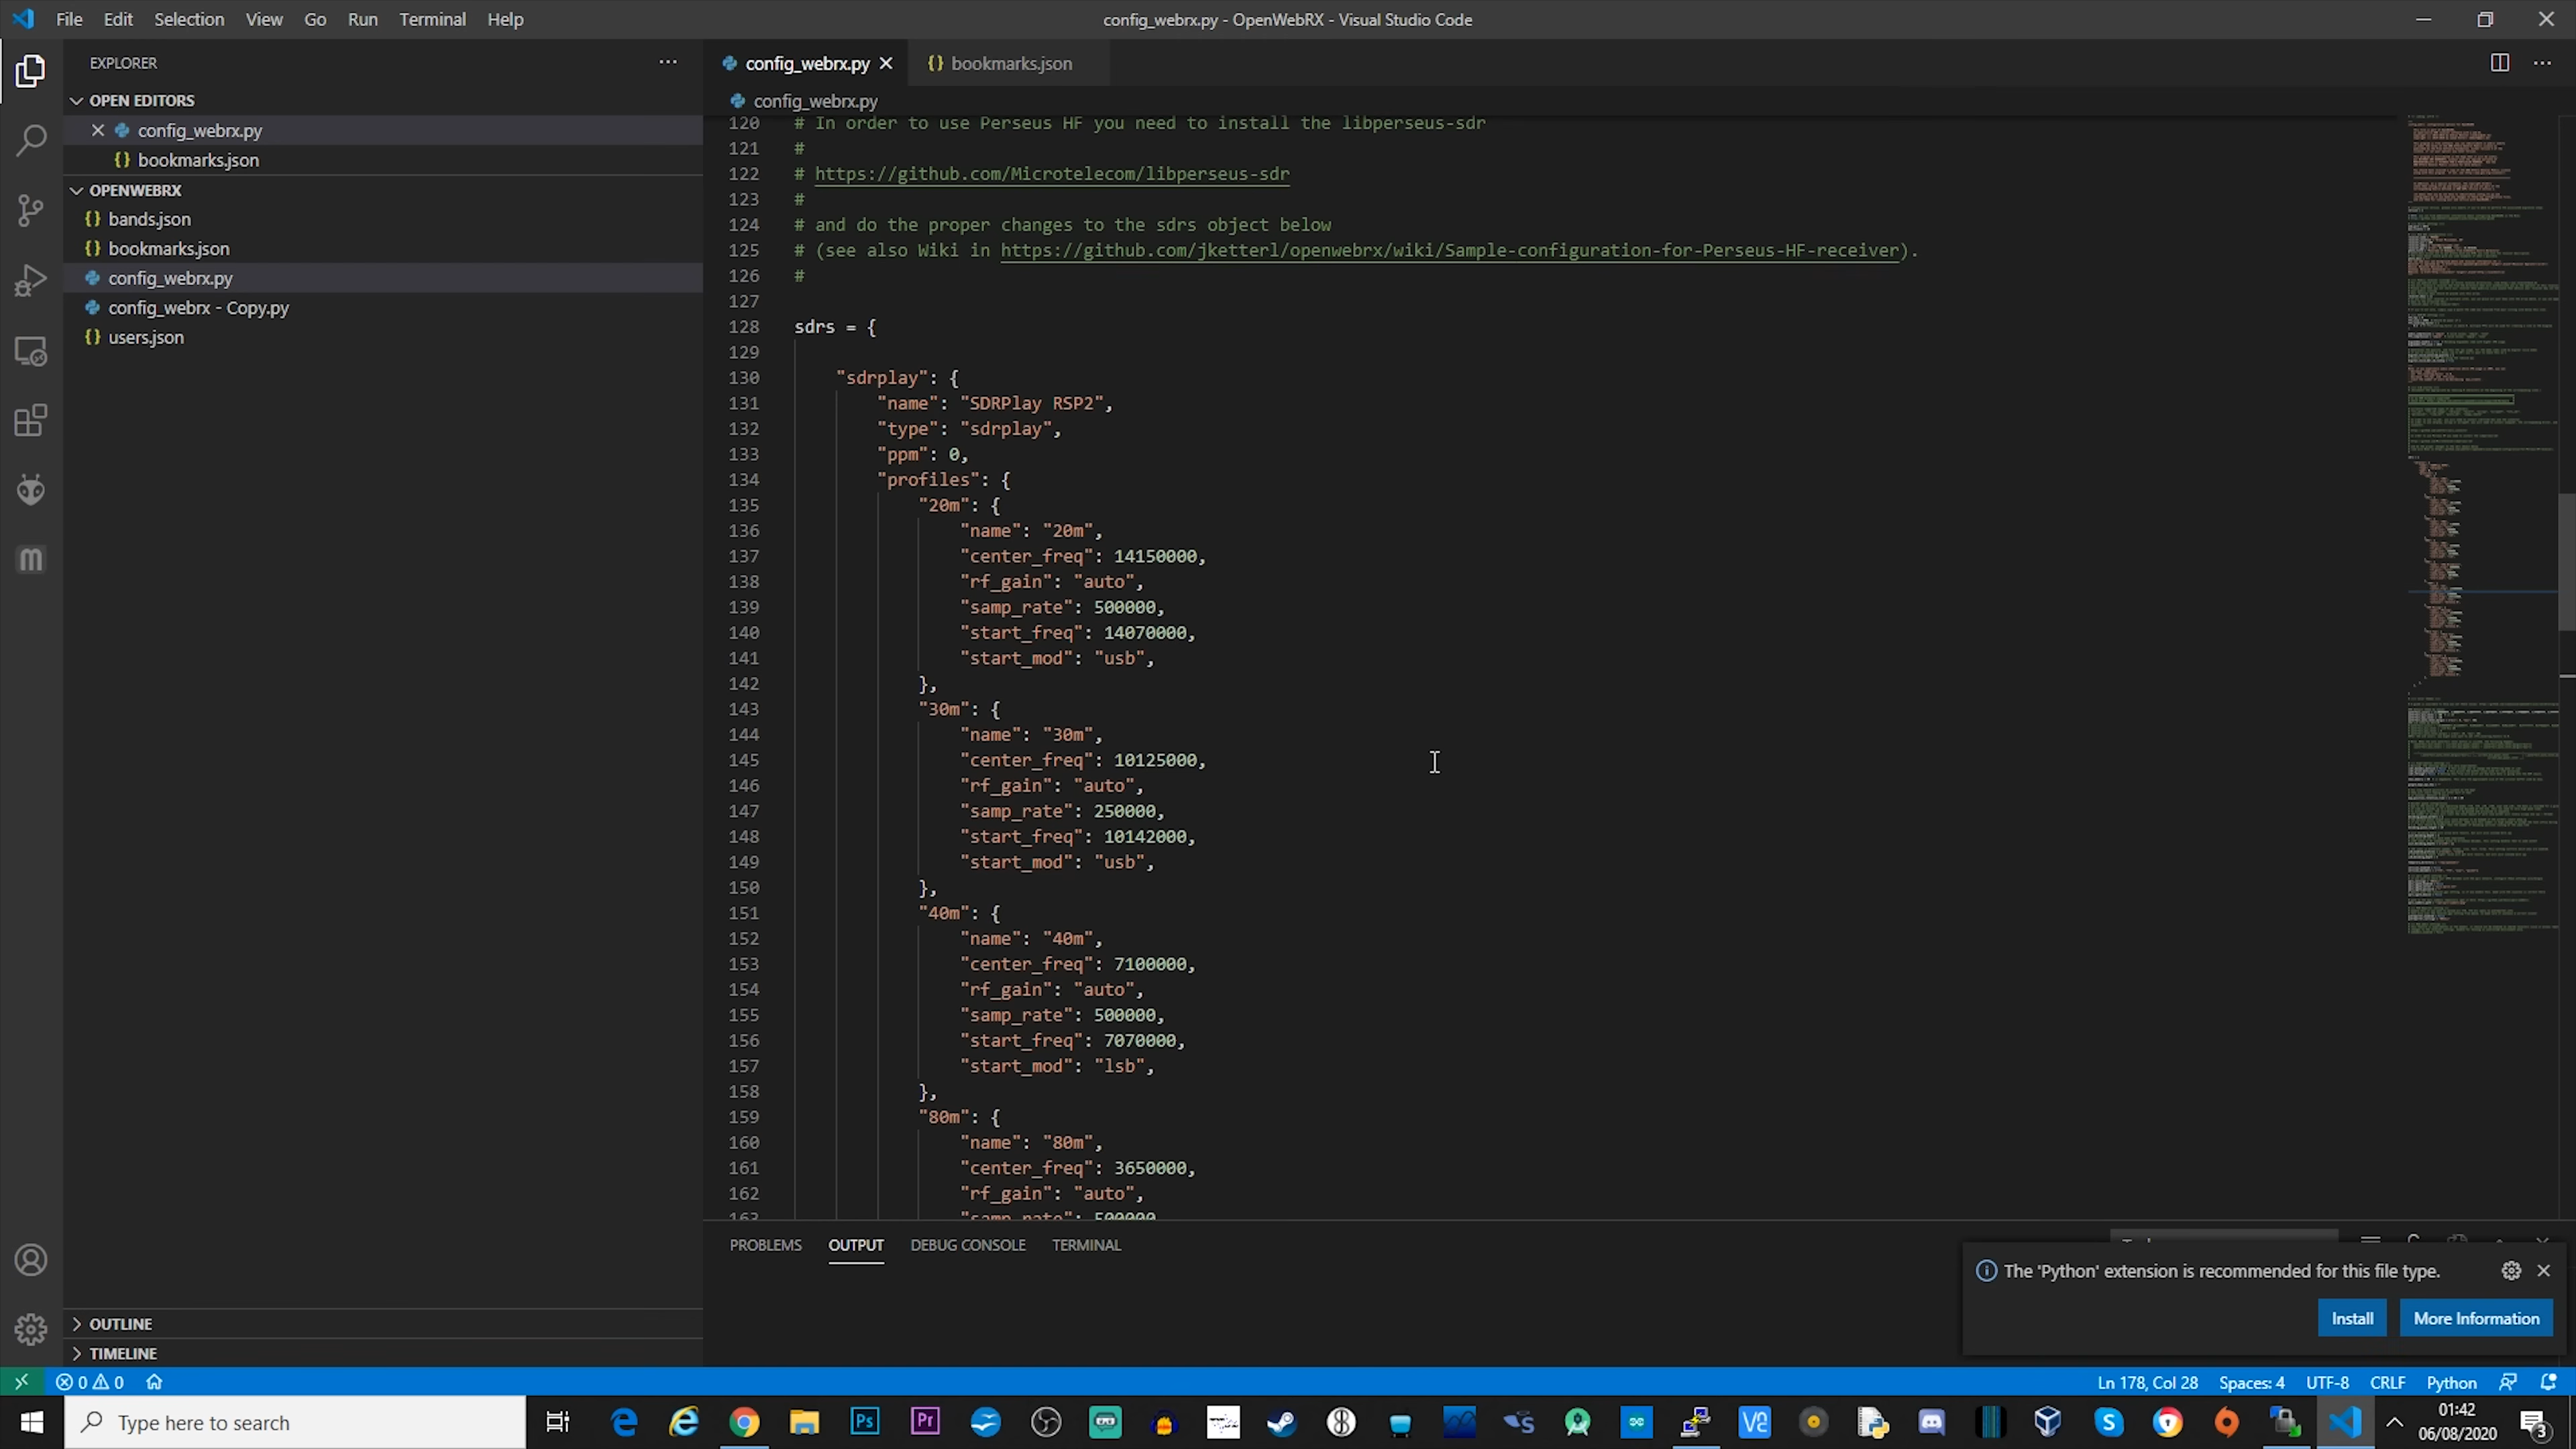 File Edit Selection View Go Run Terminal Help
config_webrx.py - OpenWebRX - Visual Studio Code
EXPLORER
OPEN EDITORS
config_webrx.py
bookmarks.json
OPENWEBRX
bands.json
bookmarks.json
config_webrx.py
config_webrx - Copy.py
users.json
OUTLINE
TIMELINE
config_webrx.py
bookmarks.json
config_webrx.py
120 # In order to use Perseus HF you need to install the libperseus-sdr
121 #
122 # https://github.com/Microtelecom/libperseus-sdr
123 #
124 # and do the proper changes to the sdrs object below
125 # (see also Wiki in https://github.com/jketterl/openwebrx/wiki/Sample-configuration-for-Perseus-HF-receiver).
126 #
127
128 sdrs = {
129
130 "sdrplay": {
131 "name": "SDRPlay RSP2",
132 "type": "sdrplay",
133 "ppm": 0,
134 "profiles": {
135 "20m": {
136 "name": "20m",
137 "center_freq": 14150000,
138 "rf_gain": "auto",
139 "samp_rate": 500000,
140 "start_freq": 14070000,
141 "start_mod": "usb",
142 },
143 "30m": {
144 "name": "30m",
145 "center_freq": 10125000,
146 "rf_gain": "auto",
147 "samp_rate": 250000,
148 "start_freq": 10142000,
149 "start_mod": "usb",
150 },
151 "40m": {
152 "name": "40m",
153 "center_freq": 7100000,
154 "rf_gain": "auto",
155 "samp_rate": 500000,
156 "start_freq": 7070000,
157 "start_mod": "lsb",
158 },
159 "80m": {
160 "name": "80m",
161 "center_freq": 3650000,
162 "rf_gain": "auto",
163 "samp_rate": 500000
PROBLEMS OUTPUT DEBUG CONSOLE TERMINAL
The 'Python' extension is recommended for this file type.
Install More Information
0 0
Ln 178, Col 28 Spaces: 4 UTF-8 CRLF Python
Type here to search
01:42
06/08/2020
3